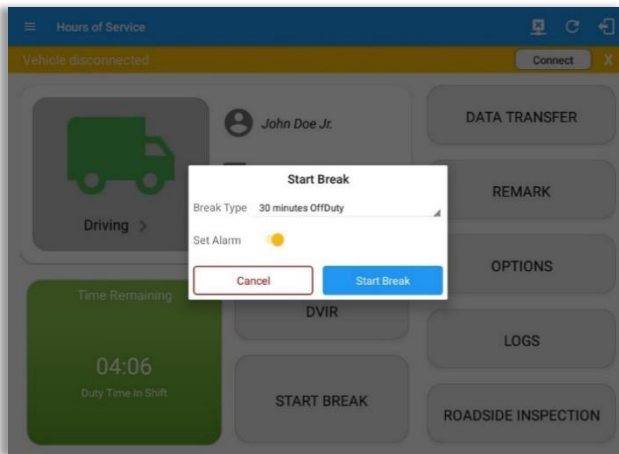 Hours of Service
Vehicle disconnected
Connect
X
John Doe Jr.
DATA TRANSFER
Start Break
Break Type 30 minutes OffDuty
Set Alarm
Cancel
Start Break
Driving >
REMARK
OPTIONS
Time Remaining
04:06
Duty Time In Shift
DVIR
LOGS
START BREAK
ROADSIDE INSPECTION